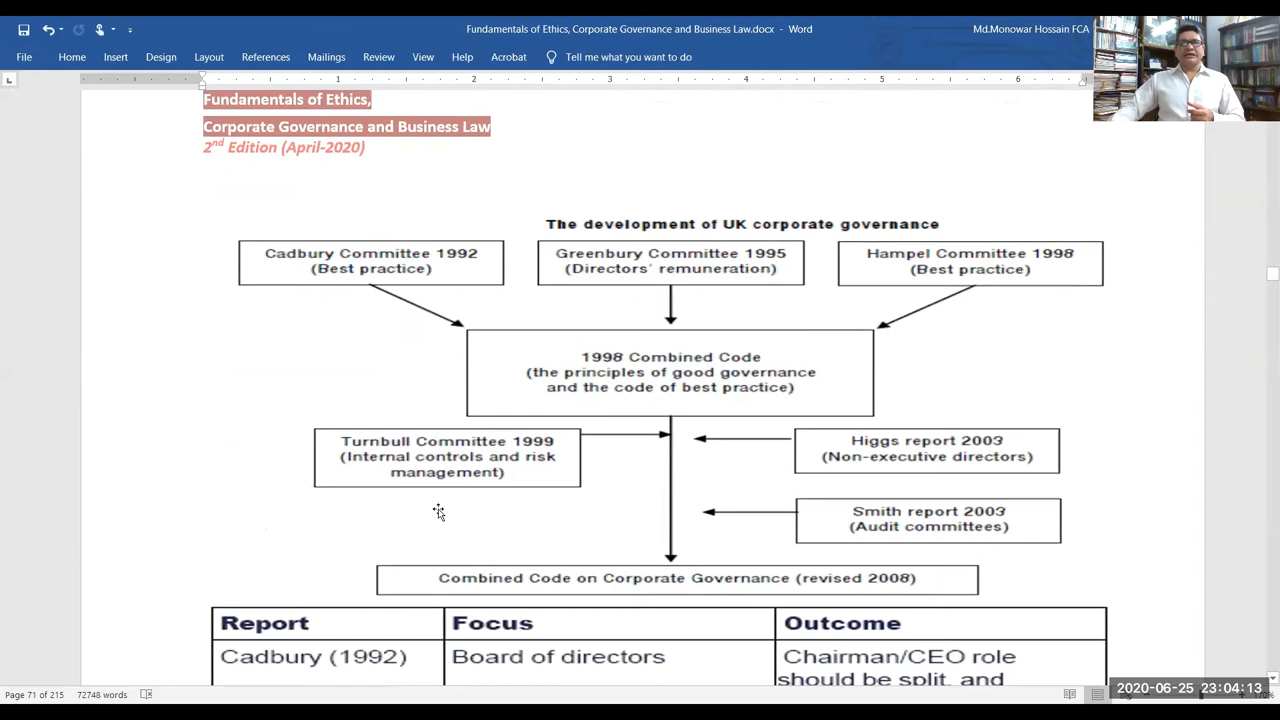 Fundamentals of Ethics, Corporate Governance and Business Law.docx - Word
Md.Monowar Hossain FCA
File Home Insert Design Layout References Mailings Review View Help Acrobat Tell me what you want to do
1 2 3 4 5 6
Fundamentals of Ethics,
Corporate Governance and Business Law
2nd Edition (April-2020)
The development of UK corporate governance
Cadbury Committee 1992
(Best practice)
Greenbury Committee 1995
(Directors' remuneration)
Hampel Committee 1998
(Best practice)
1998 Combined Code
(the principles of good governance
and the code of best practice)
Turnbull Committee 1999
(Internal controls and risk
management)
Higgs report 2003
(Non-executive directors)
Smith report 2003
(Audit committees)
Combined Code on Corporate Governance (revised 2008)
Report Focus Outcome
Cadbury (1992) Board of directors Chairman/CEO role
should be split, and
Page 71 of 215 72748 words
2020-06-25 23:04:13